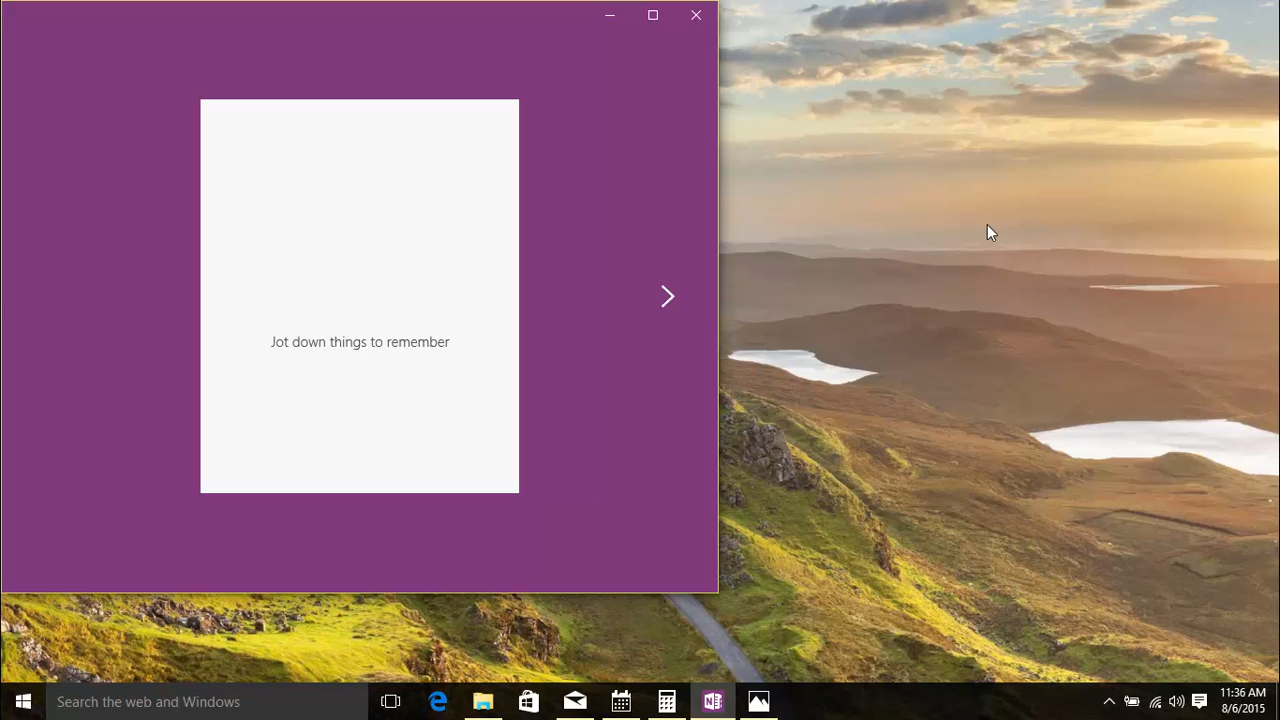 Jot down things to remember
Search the web and Windows
N
11:36 AM
8/6/2015